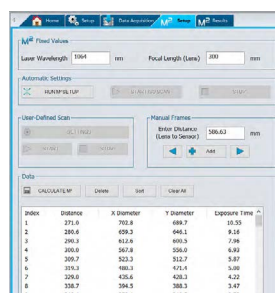 Home Setup Data Acquisition M² Setup M² Results
M² Fixed Values
Laser Wavelength 1064 nm Focal Length (Lens) 300 nm
Automatic Settings
RUN M² SETUP
User-Defined Scan
Manual Frames
Enter Distance
(Lens to Sensor) 586.63 mm
Add
Data
CALCULATE M² Delete Sort Clear All
Index Distance X Diameter Y Diameter Exposure Time
1 271.0 702.8 689.7 10.55
2 280.6 659.3 646.1 9.16
3 290.3 612.6 600.5 7.96
4 300.0 567.8 556.0 6.93
5 309.7 523.3 512.7 5.87
6 319.3 480.3 471.4 5.00
7 329.0 435.6 428.3 4.22
8 338.7 394.5 388.3 3.47